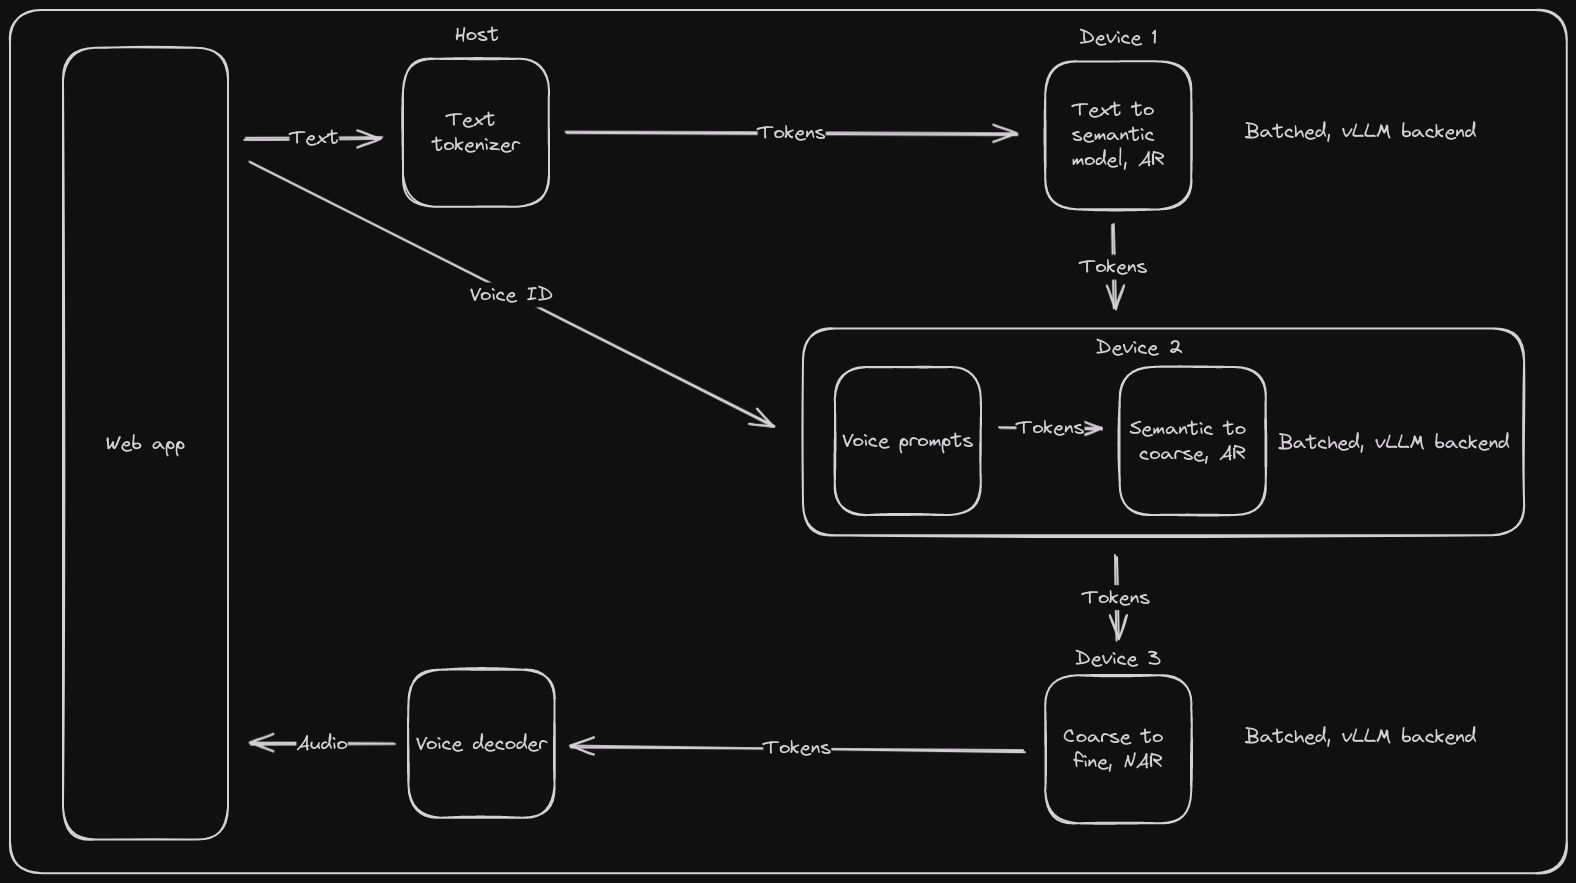 Host
Device 1
Text
Text
tokenizer
Tokens
Text to
semantic
model, AR
Batched, vLLM backend
Tokens
Voice ID
Device 2
Web app
Voice prompts
Tokens
Semantic to
coarse, AR
Batched, vLLM backend
Tokens
Device 3
Audio
Voice decoder
Tokens
Coarse to
fine, NAR
Batched, vLLM backend